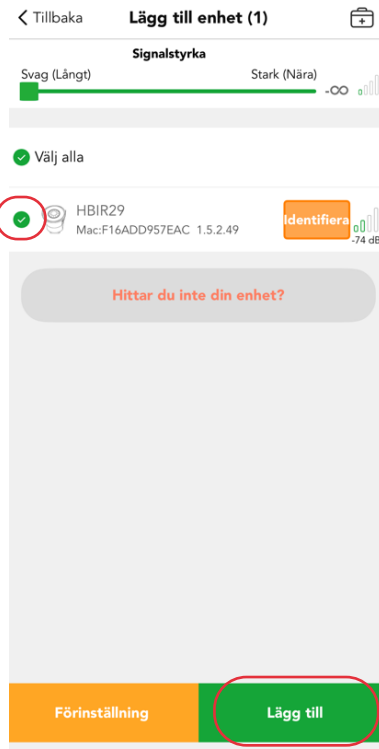 Tillbaka Lägg till enhet (1)
Signalstyrka
Svag (Långt) Stark (Nära)
-∞
Välj alla
HBIR29
Mac:F16ADD957EAC 1.5.2.49
Identifiera
-74 dB
Hittar du inte din enhet?
Förinställning Lägg till